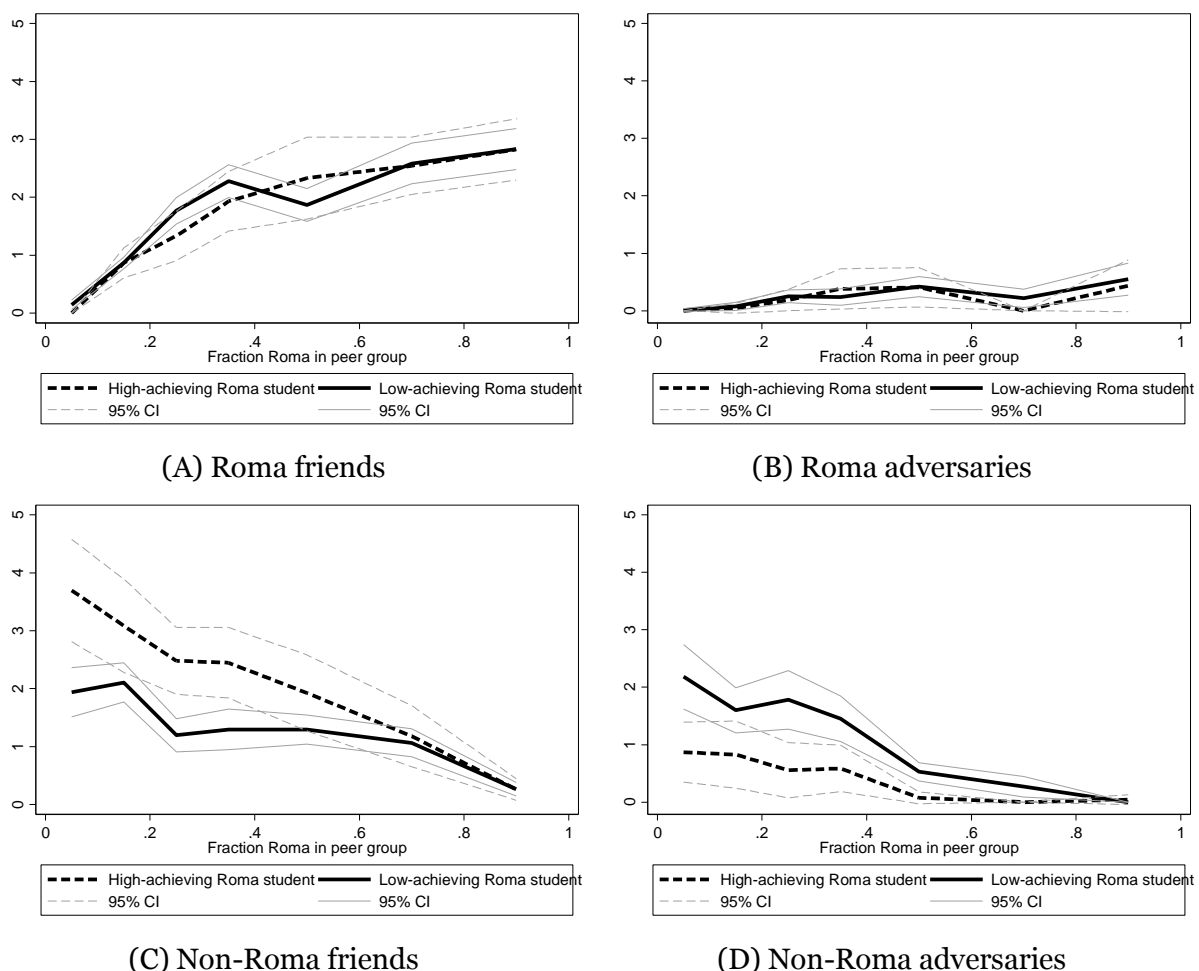 5
4
3
2
1
0
0 .2 .4 .6 .8 1
Fraction Roma in peer group
High-achieving Roma student Low-achieving Roma student
95% CI 95% CI
(A) Roma friends
5
4
3
2
1
0
0 .2 .4 .6 .8 1
Fraction Roma in peer group
High-achieving Roma student Low-achieving Roma student
95% CI 95% CI
(B) Roma adversaries
5
4
3
2
1
0
0 .2 .4 .6 .8 1
Fraction Roma in peer group
High-achieving Roma student Low-achieving Roma student
95% CI 95% CI
(C) Non-Roma friends
5
4
3
2
1
0
0 .2 .4 .6 .8 1
Fraction Roma in peer group
High-achieving Roma student Low-achieving Roma student
95% CI 95% CI
(D) Non-Roma adversaries